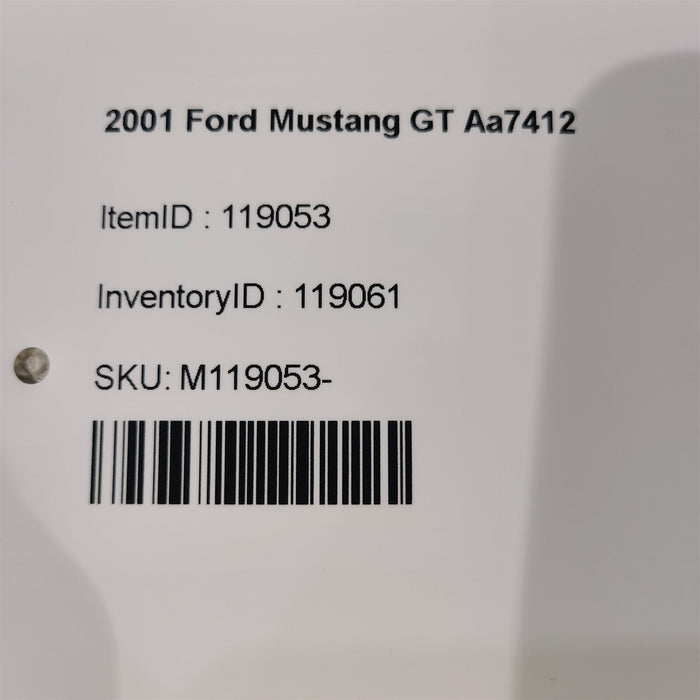 2001 Ford Mustang GT Aa7412
ItemID : 119053
InventoryID : 119061
SKU: M119053-